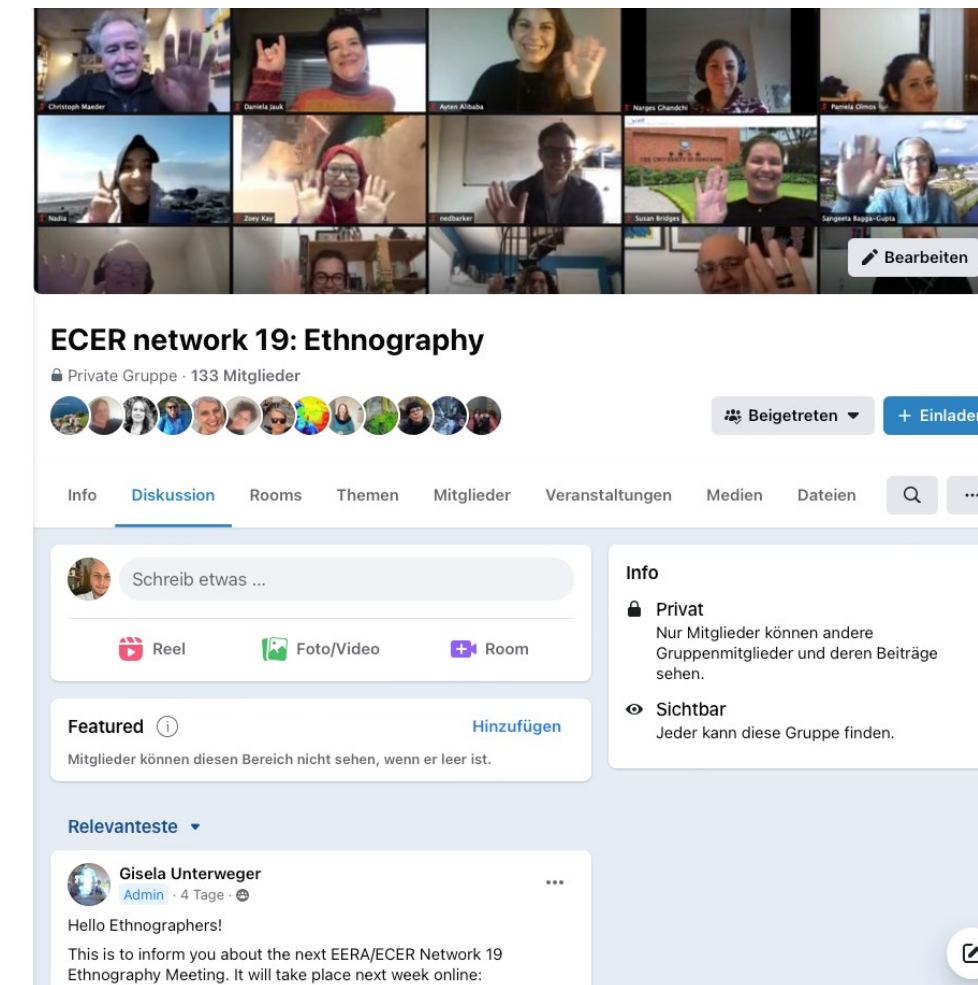 Christoph Maeder
Daniela Jauk
Ayten Alibaba
Narges Ghandchi
Pamela Olmos
Nadia
Zoey Kay
nedbarker
Susan Bridges
Sangeeta Bagga-Gupta
Bearbeiten
ECER network 19: Ethnography
Private Gruppe · 133 Mitglieder
Beigetreten
+ Einladen
Info
Diskussion
Rooms
Themen
Mitglieder
Veranstaltungen
Medien
Dateien
Schreib etwas ...
Reel
Foto/Video
Room
Featured
Hinzufügen
Mitglieder können diesen Bereich nicht sehen, wenn er leer ist.
Info
Privat
Nur Mitglieder können andere
Gruppenmitglieder und deren Beiträge
sehen.
Sichtbar
Jeder kann diese Gruppe finden.
Relevanteste
Gisela Unterweger
Admin · 4 Tage ·
Hello Ethnographers!
This is to inform you about the next EERA/ECER Network 19
Ethnography Meeting. It will take place next week online: